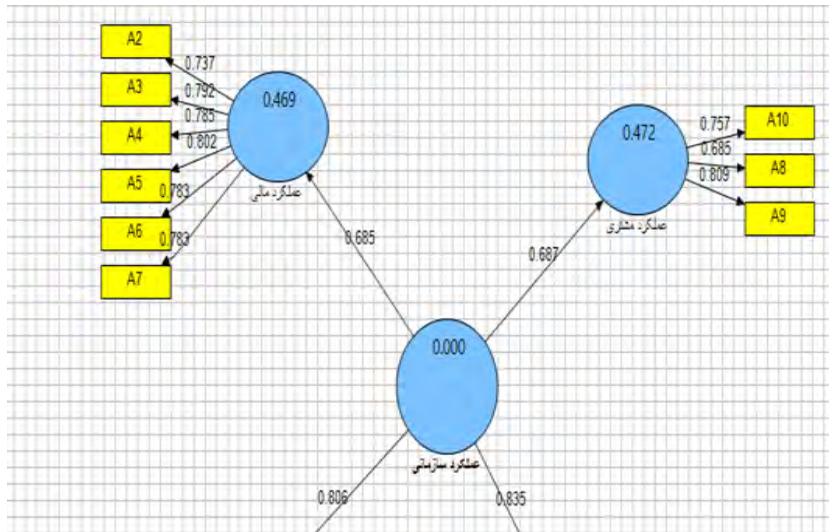 A2
0.737
A3
0.792
0.785
A4
0.802
A5
0.783
A6
0.783
A7
0.469
عملکرد مالی
0.472
عملکرد مشتری
0.757
A10
0.685
A8
0.809
A9
0.685
0.687
0.000
عملکرد سازمانی
0.806
0.835